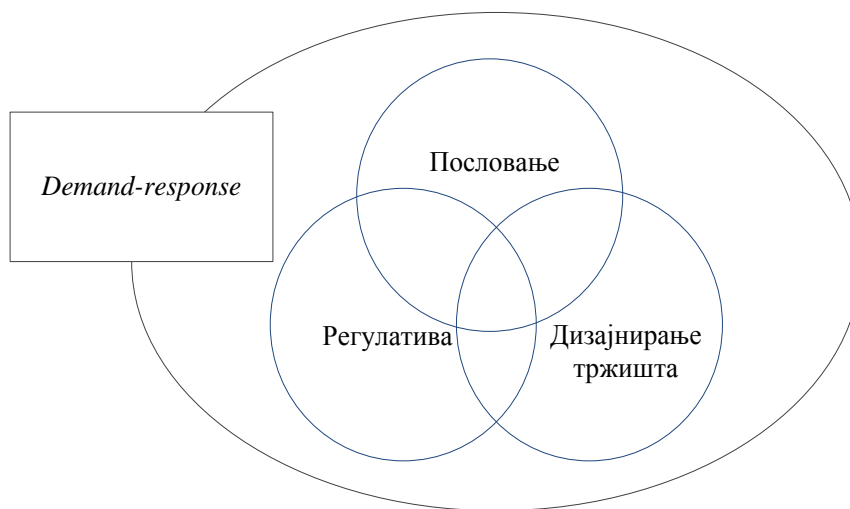 Пословање
Demand-response
Регулатива
Дизајнирање
тржишта